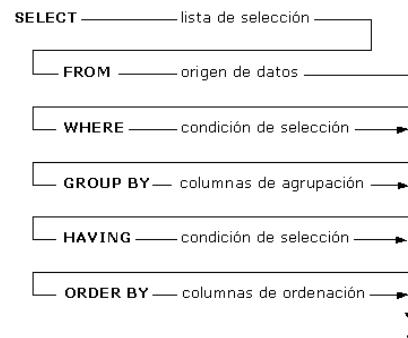 SELECT lista de selección
FROM origen de datos
WHERE condición de selección
GROUP BY columnas de agrupación
HAVING condición de selección
ORDER BY columnas de ordenación